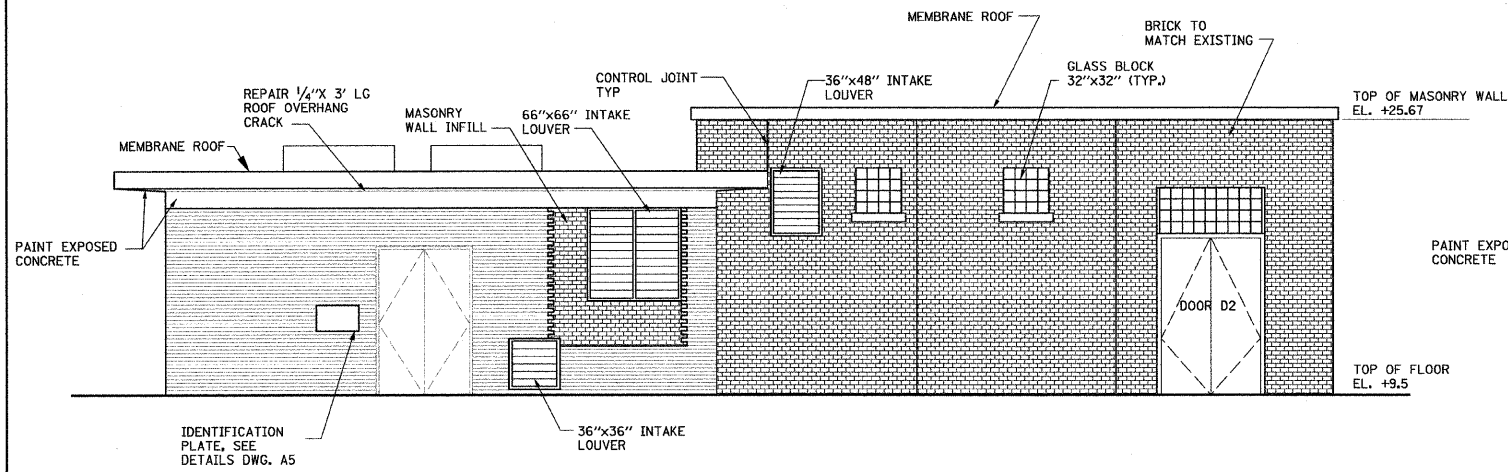 MEMBRANE ROOF
BRICK TO
MATCH EXISTING
GLASS BLOCK
32"x32" (TYP.)
CONTROL JOINT
TYP
36"x48" INTAKE
LOUVER
TOP OF MASONRY WALL
EL. +25.67
REPAIR 1/4"X 3' LG
ROOF OVERHANG
CRACK
MASONRY
WALL INFILL
66"x66" INTAKE
LOUVER
MEMBRANE ROOF
PAINT EXPOSED
CONCRETE
PAINT EXPO
CONCRETE
DOOR D2
TOP OF FLOOR
EL. +9.5
IDENTIFICATION
PLATE, SEE
DETAILS DWG. A5
36"x36" INTAKE
LOUVER